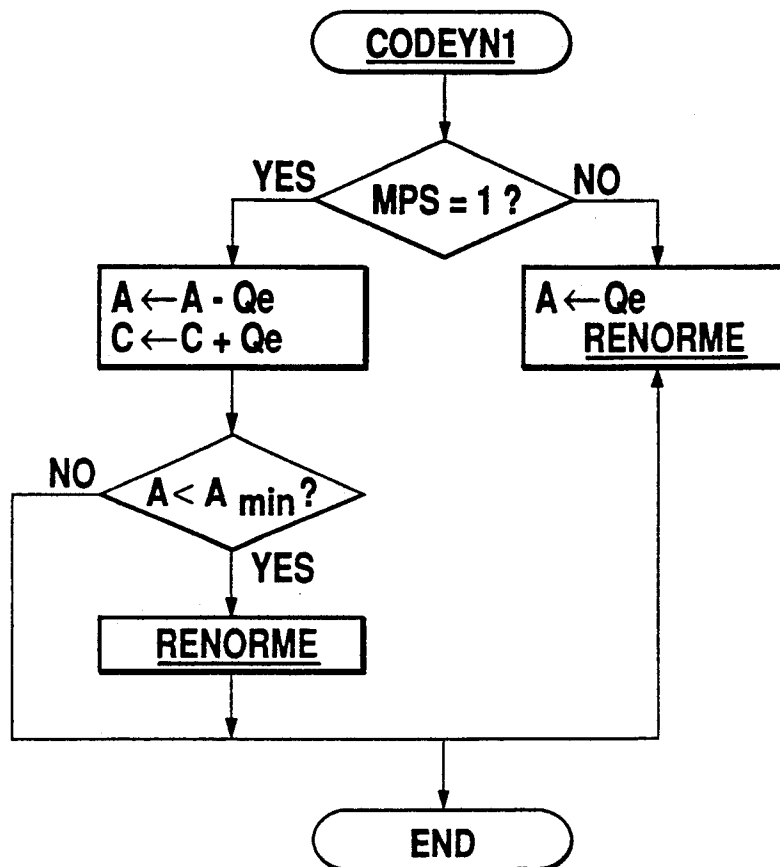 CODEYN1
YES
MPS = 1 ?
NO
A ← A - Qe
C ← C + Qe
A ← Qe
RENORME
NO
A < A min ?
YES
RENORME
END